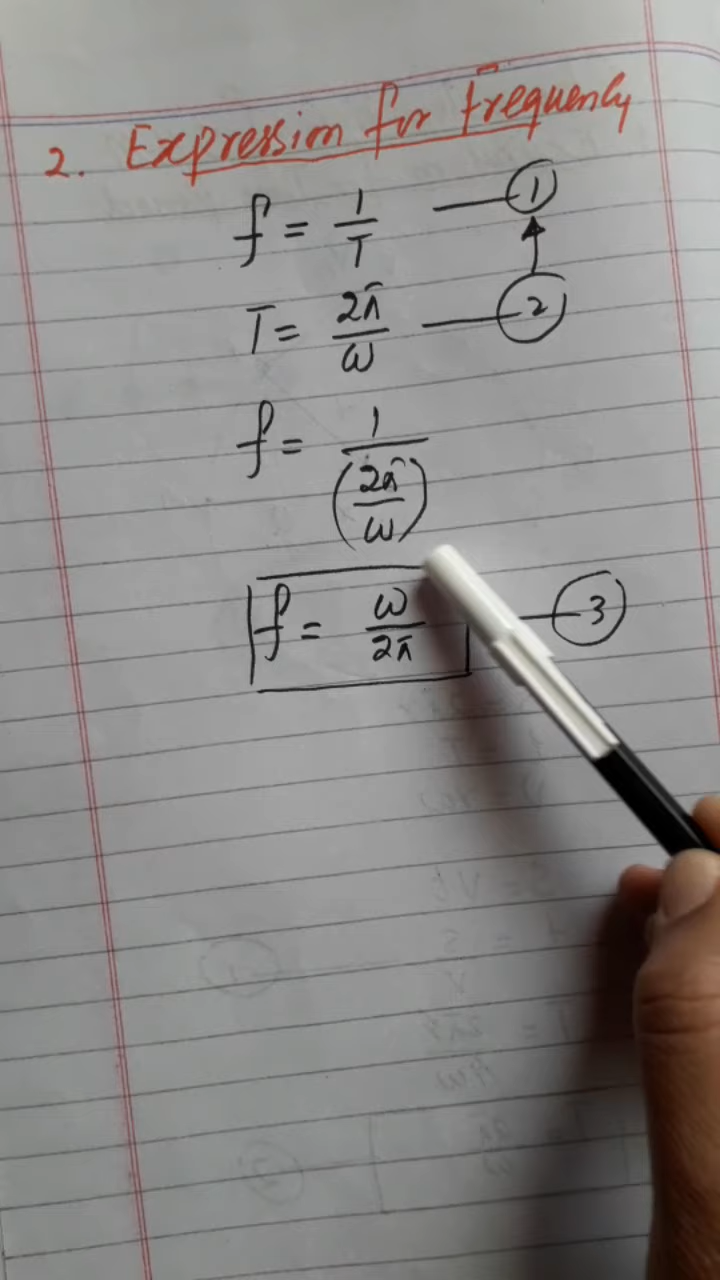 2. Expression for Frequency
f = 1/T — 1
T = 2π/ω — 2
f = 1/(2π/ω)
f = ω/2π — 3